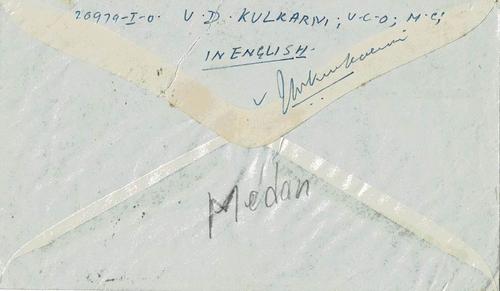 20979-I-O. V. D. KULKARNI; V-C-O; M-C;
IN ENGLISH.
Medan